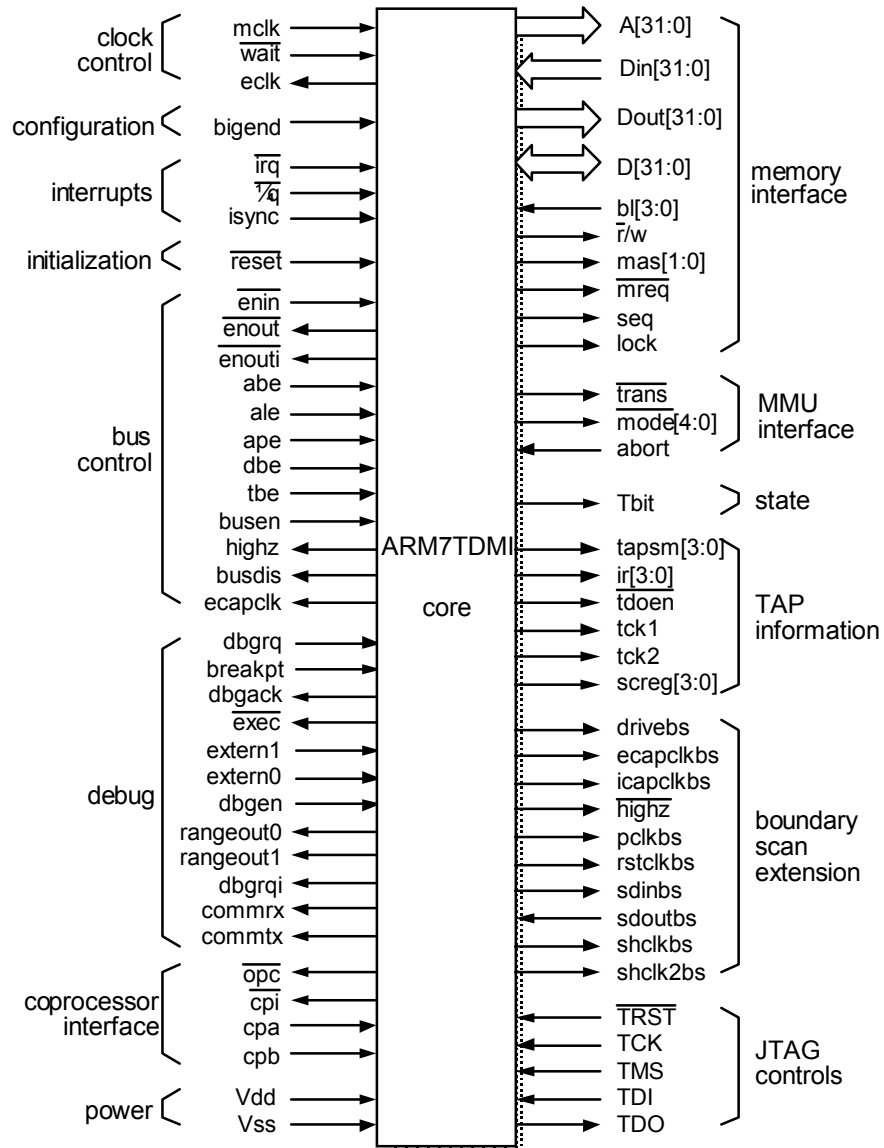 clock
control
mclk
wait
eclk
configuration
bigend
interrupts
irq
¼q
isync
initialization
reset
bus
control
enin
enout
enouti
abe
ale
ape
dbe
tbe
busen
highz
busdis
ecapclk
debug
dbgrq
breakpt
dbgack
exec
extern1
extern0
dbgen
rangeout0
rangeout1
dbgrqi
commrx
commtx
coprocessor
interface
opc
cpi
cpa
cpb
power
Vdd
Vss
ARM7TDMI
core
A[31:0]
Din[31:0]
Dout[31:0]
D[31:0]
bl[3:0]
r/w
mas[1:0]
mreq
seq
lock
memory
interface
trans
mode[4:0]
abort
MMU
interface
Tbit
state
tapsm[3:0]
ir[3:0]
tdoen
tck1
tck2
screg[3:0]
TAP
information
drivebs
ecapclkbs
icapclkbs
highz
pclkbs
rstclkbs
sdinbs
sdoutbs
shclkbs
shclk2bs
boundary
scan
extension
TRST
TCK
TMS
TDI
TDO
JTAG
controls